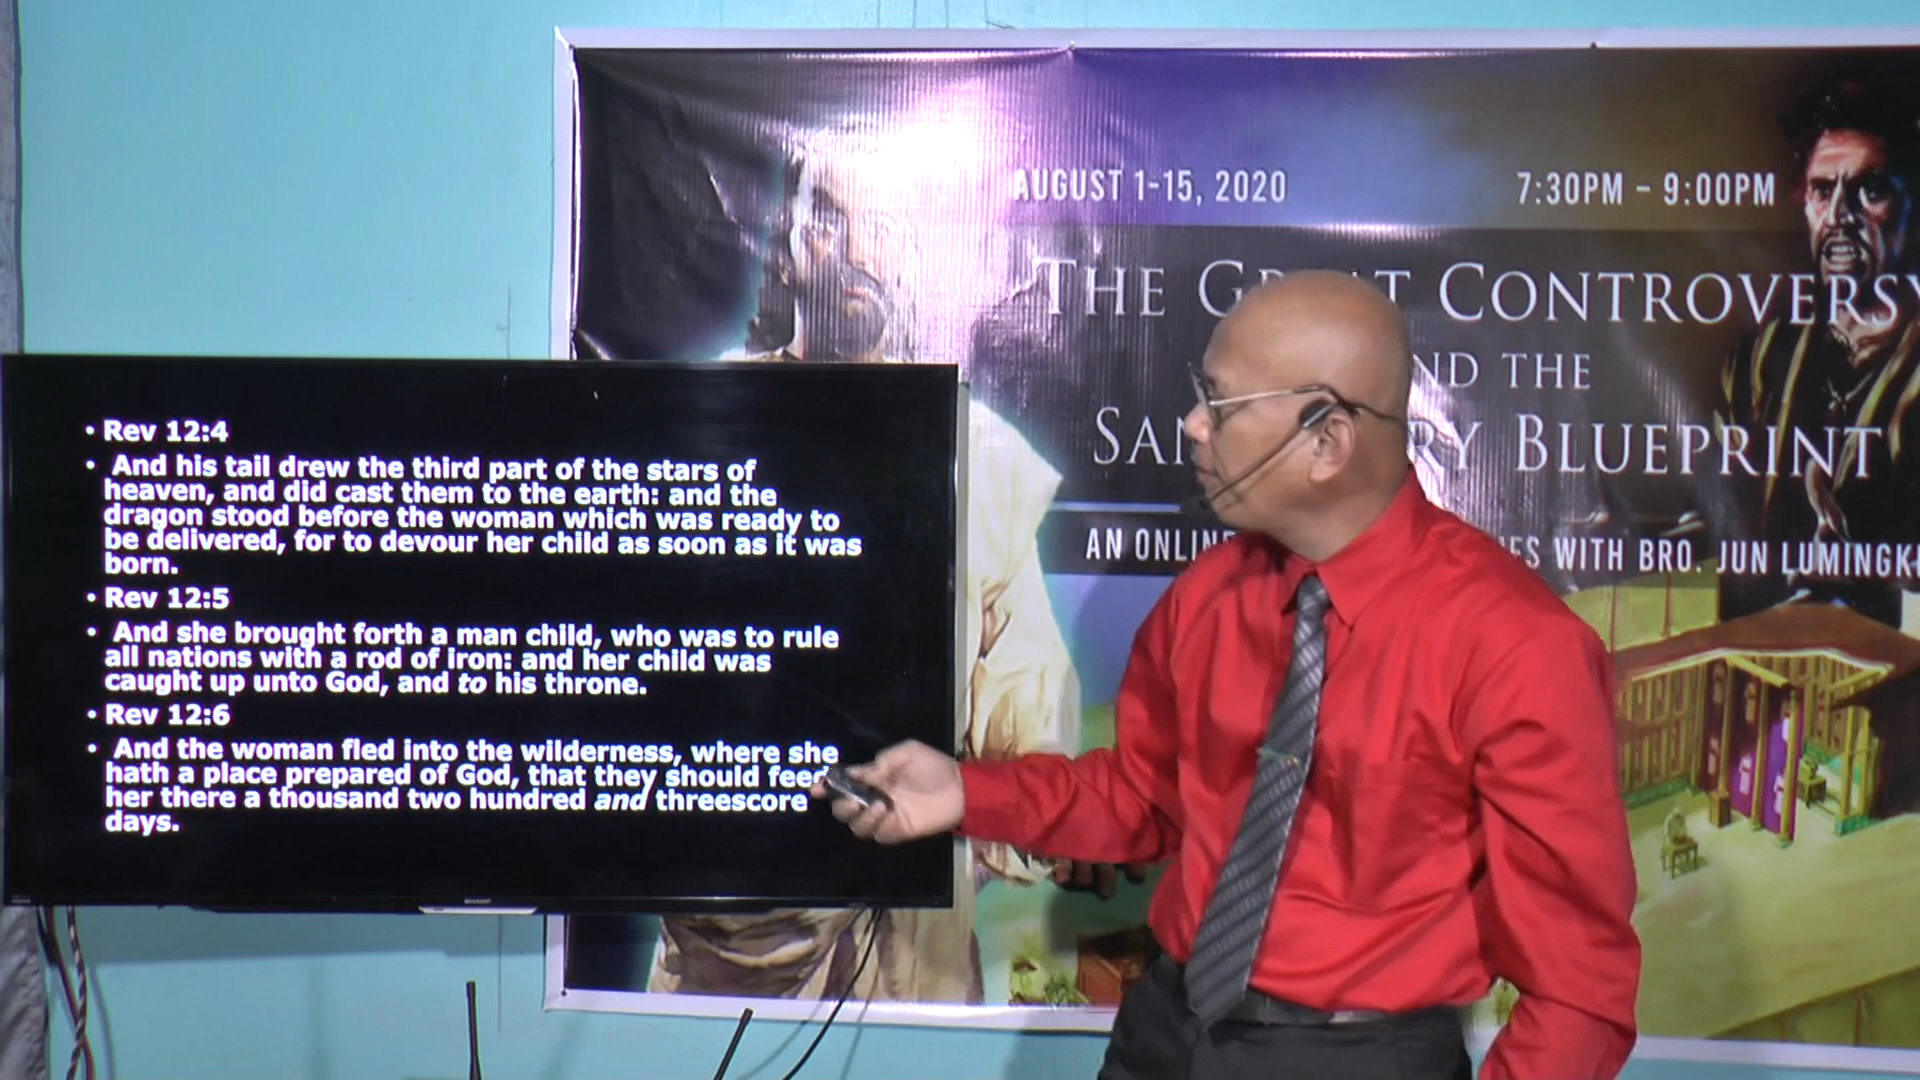 AUGUST 1-15, 2020
7:30PM - 9:00PM
THE CONTROVERSY
THE
BLUEPRINT
AN WITH BRO. JUN
• Rev 12:4
• And his tail drew the third part of the stars of
heaven, and did cast them to the earth: and the
dragon stood before the woman which was ready to
be delivered, for to devour her child as soon as it was
born.
• Rev 12:5
• And she brought forth a man child, who was to rule
all nations with a rod of iron: and her child was
caught up unto God, and to his throne.
• Rev 12:6
• And the woman fled into the wilderness, where she
hath a place prepared of God, that they should feed
her there a thousand two hundred and threescore
days.
SHARP